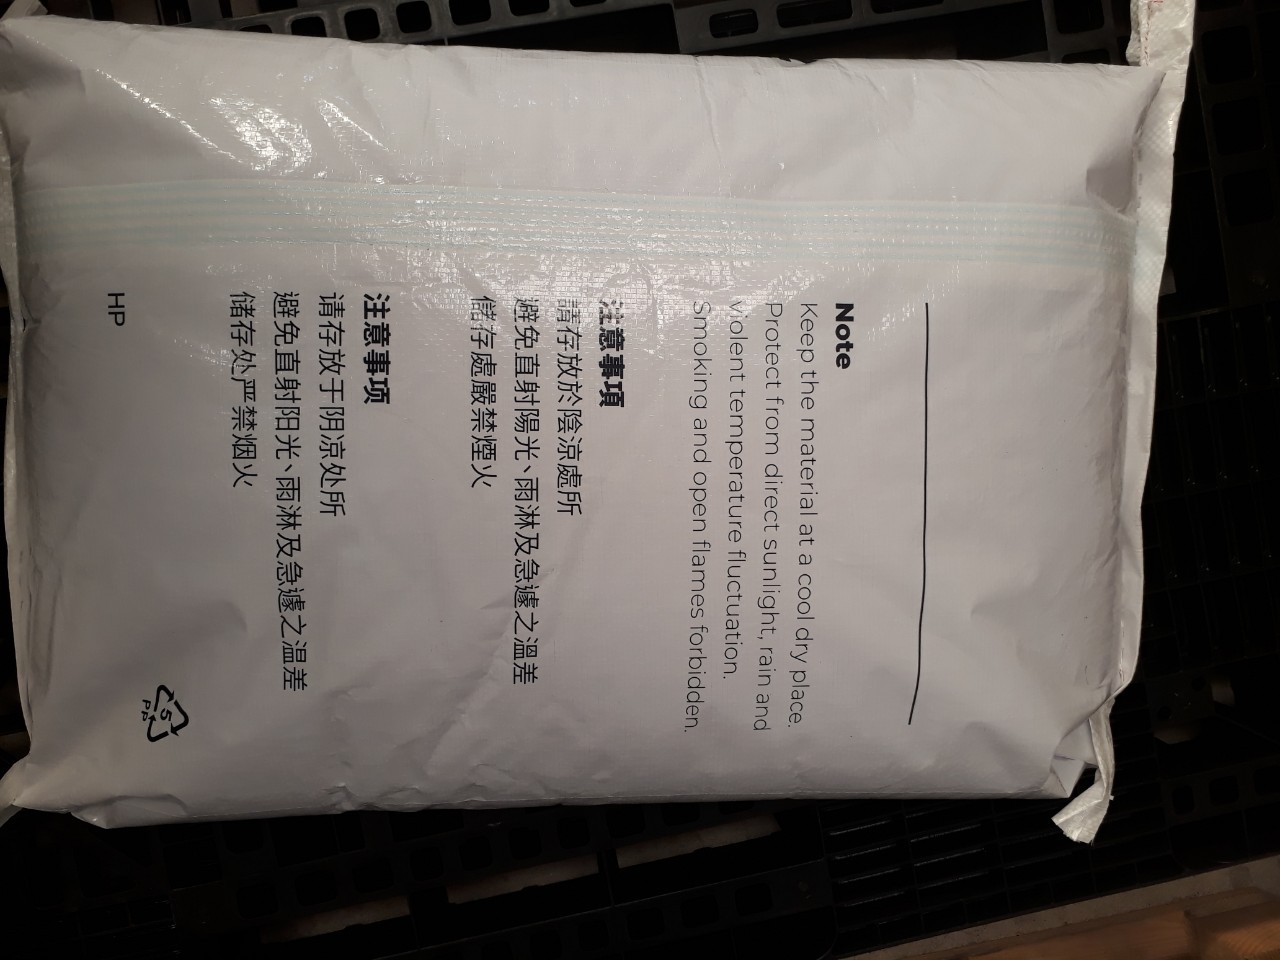 Note
Keep the material at a cool dry place.
Protect from direct sunlight, rain and
violent temperature fluctuation.
Smoking and open flames forbidden.
注意事項
請存放於陰涼處所
避免直射陽光、雨淋及急遽之溫差
儲存處嚴禁煙火
注意事项
请存放于阴凉处所
避免直射阳光、雨淋及急遽之温差
储存处严禁烟火
HP
5
PP